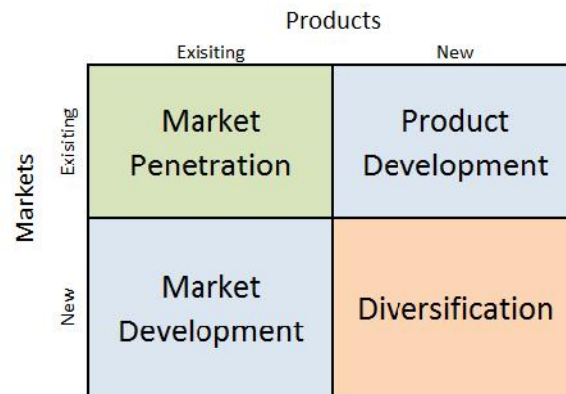 Products
Exisiting
New
Markets
Exisiting
Market
Penetration
Product
Development
New
Market
Development
Diversification